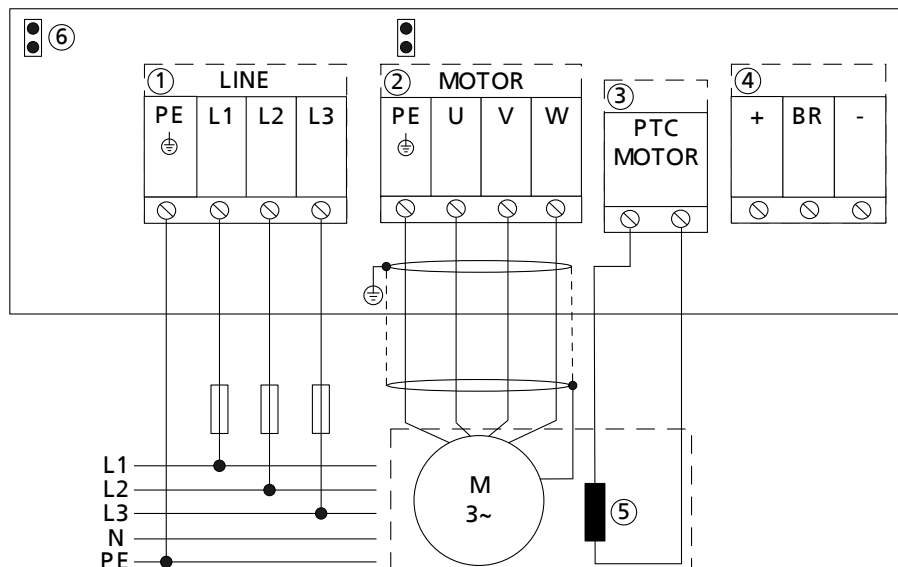 ⑥
① LINE
PE L1 L2 L3
② MOTOR
PE U V W
③
PTC
MOTOR
④
+ BR -
L1
L2
L3
N
PE
M
3~
⑤